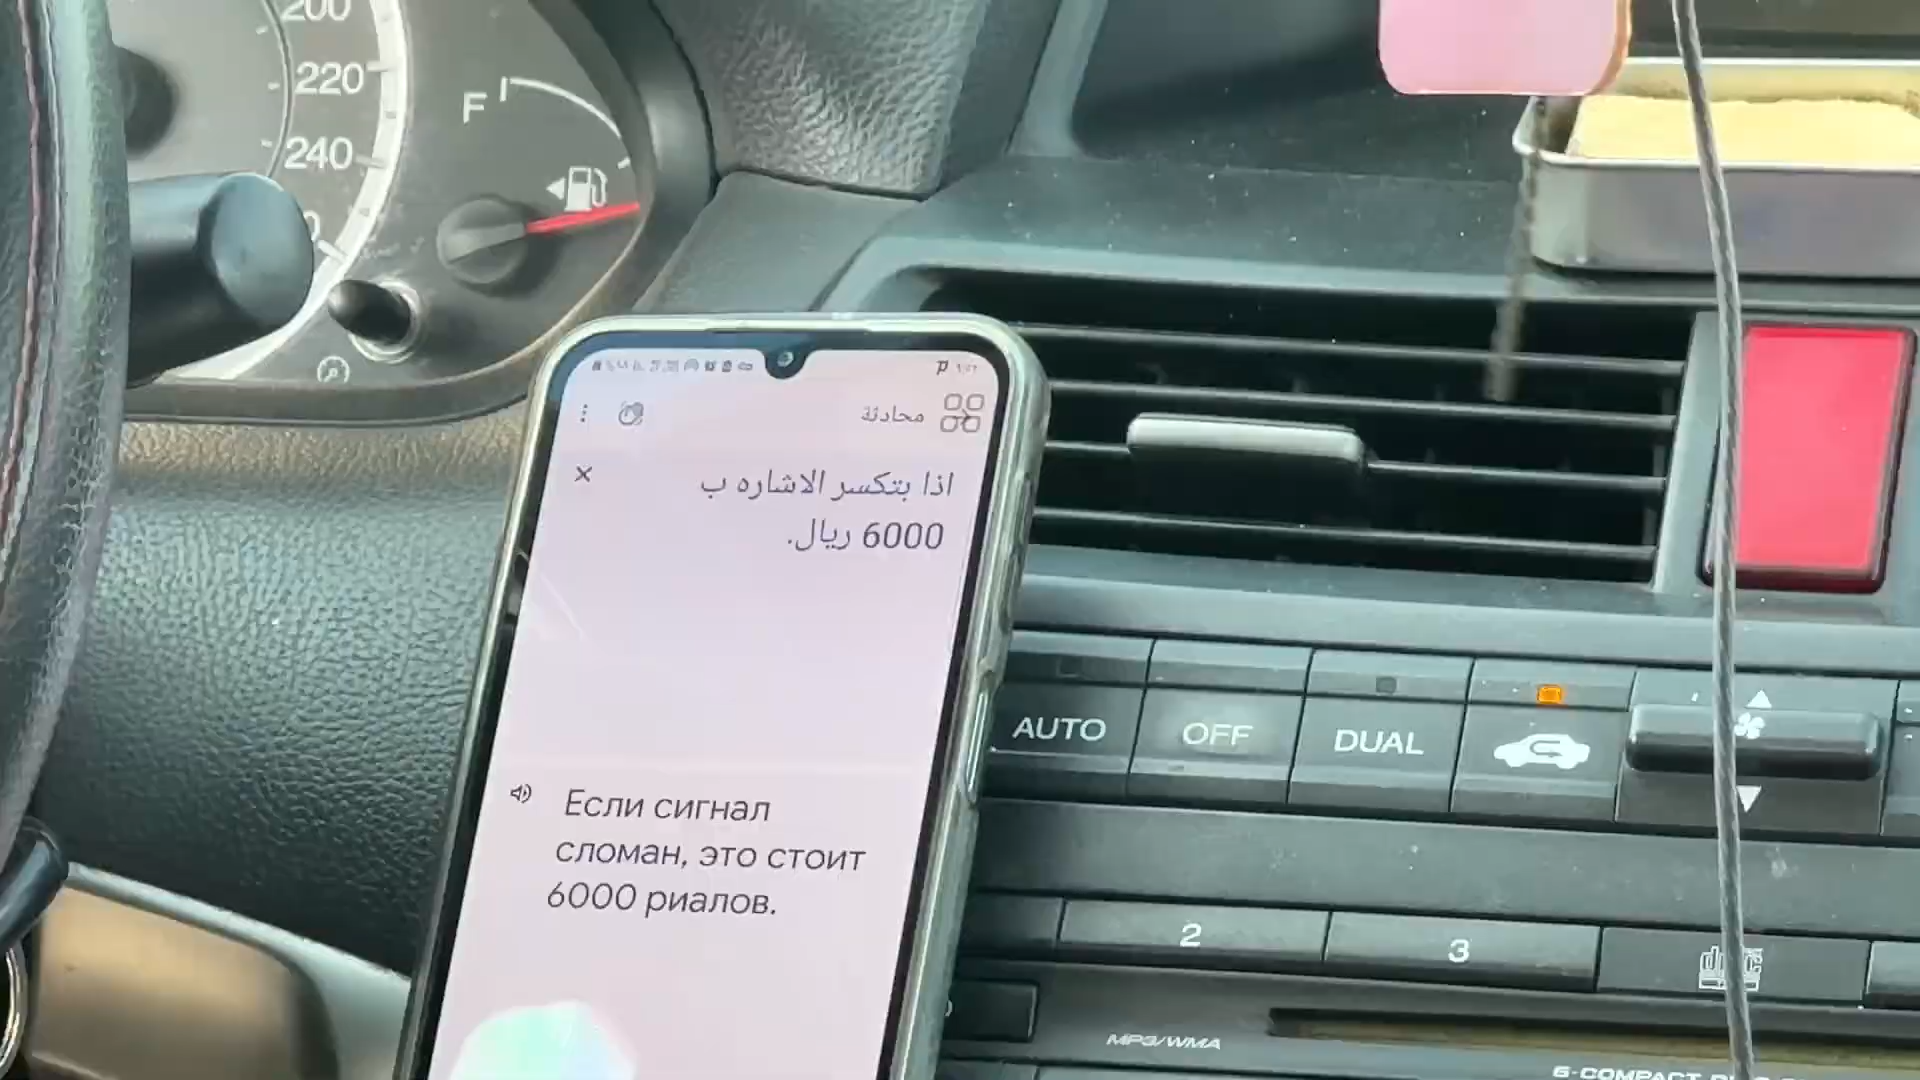 200
220
240
F
محادثة
اذا بتكسر الاشاره ب
6000 ريال.
Если сигнал
сломан, это стоит
6000 риалов.
AUTO
OFF
DUAL
2
3
MP3/WMA